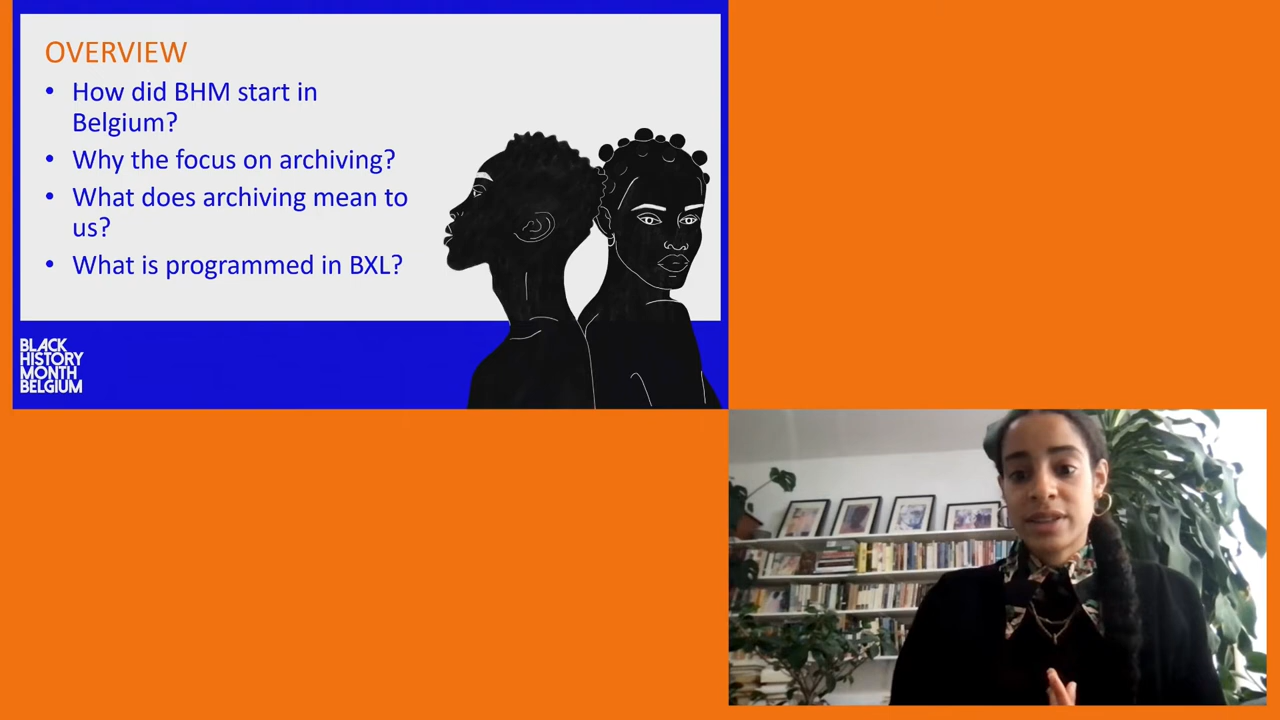 OVERVIEW
• How did BHM start in
Belgium?
• Why the focus on archiving?
• What does archiving mean to
us?
• What is programmed in BXL?
BLACK
HISTORY
MONTH
BELGIUM